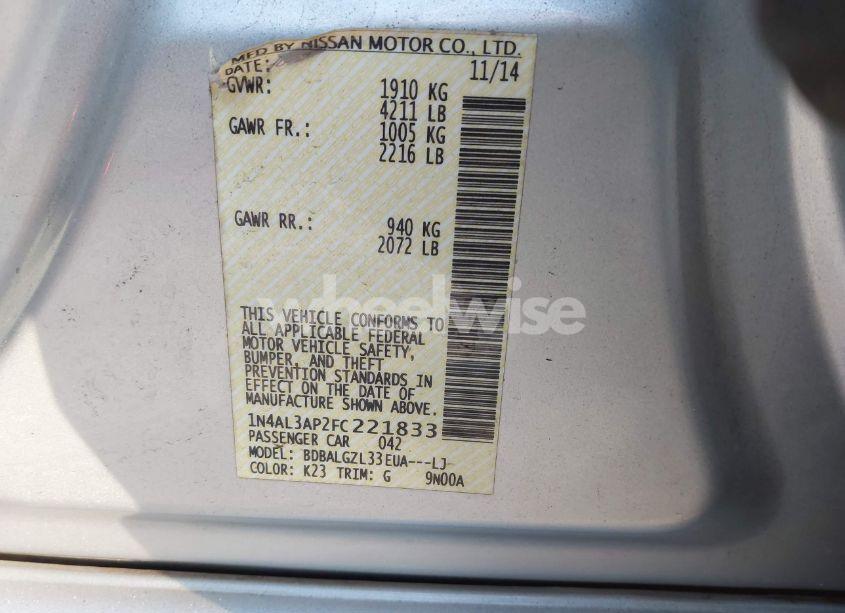 MFD BY NISSAN MOTOR CO., LTD.
DATE: 11/14
GVWR: 1910 KG
4211 LB
GAWR FR.: 1005 KG
2216 LB
GAWR RR.: 940 KG
2072 LB
wheelwise
THIS VEHICLE CONFORMS TO
ALL APPLICABLE FEDERAL
MOTOR VEHICLE SAFETY,
BUMPER, AND THEFT
PREVENTION STANDARDS IN
EFFECT ON THE DATE OF
MANUFACTURE SHOWN ABOVE.
1N4AL3AP2FC221833
PASSENGER CAR 042
MODEL: BDBALGZL33EUA---LJ
COLOR: K23 TRIM: G 9N00A